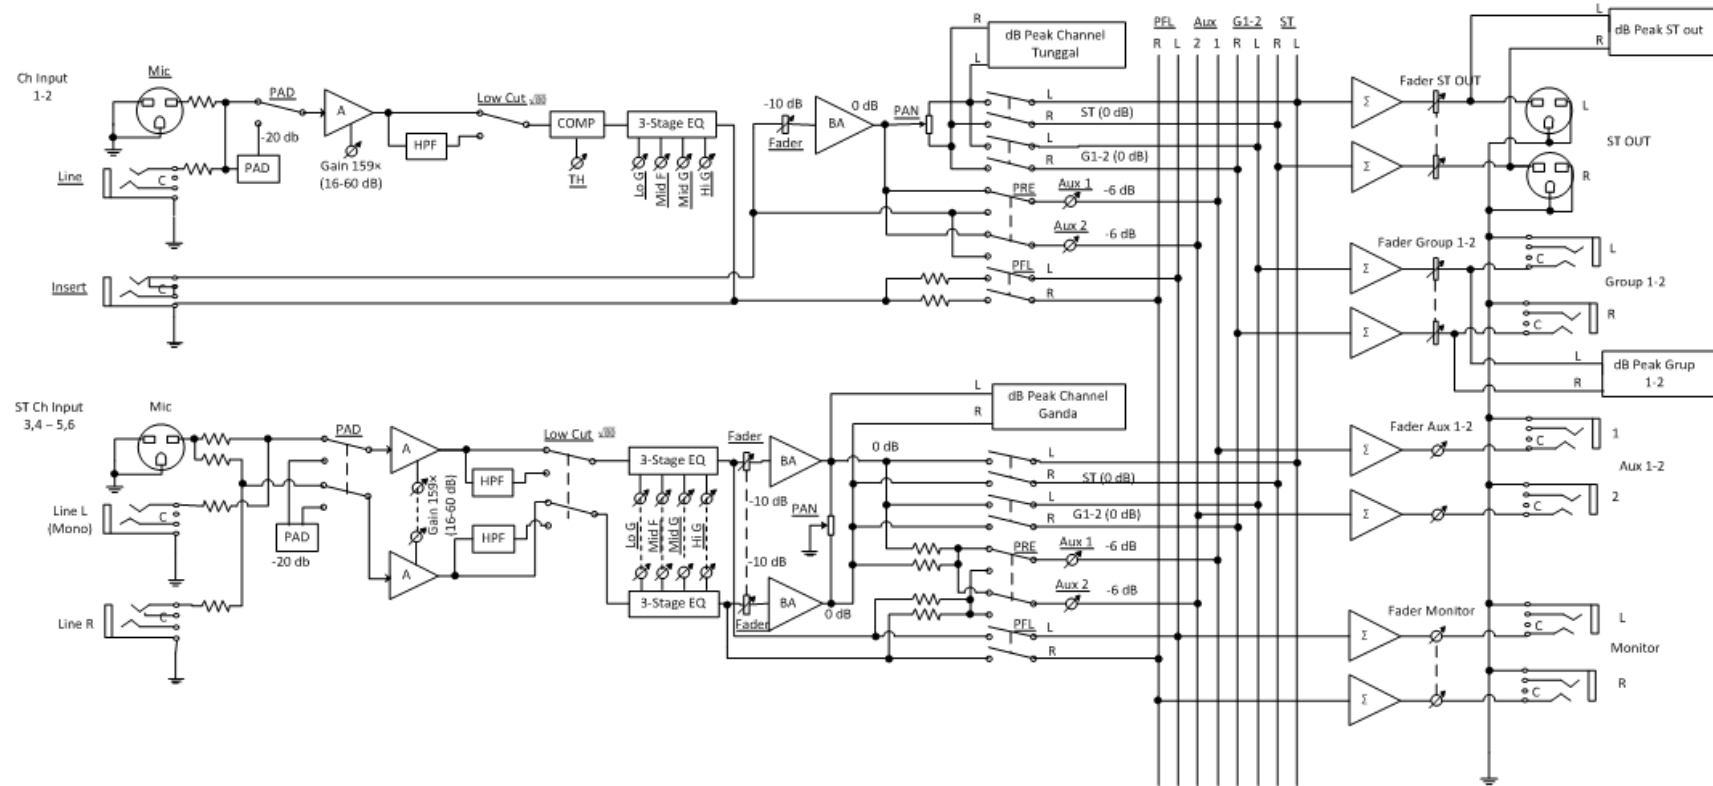 R
dB Peak Channel
Tunggal
L
PFL
Aux
G1-2
ST
R L 2 1 R L R L
L
dB Peak ST out
R
Ch Input
1-2
Mic
PAD
-20 db
PAD
A
Gain 159×
(16-60 dB)
HPF
Low Cut √80
COMP
TH
3-Stage EQ
Lo G
Mid F
Mid G
Hi G
-10 dB
Fader
BA
0 dB
PAN
L
ST (0 dB)
R
L
G1-2 (0 dB)
R
PRE
Aux 1
-6 dB
Aux 2
-6 dB
PFL
L
R
Line
C
Insert
C
Σ
Fader ST OUT
L
ST OUT
Σ
R
Fader Group 1-2
Σ
C
L
Group 1-2
Σ
C
R
L
dB Peak Grup
1-2
R
ST Ch Input
3,4 – 5,6
Mic
PAD
A
Gain 159×
(16-60 dB)
HPF
Low Cut √80
3-Stage EQ
Fader
BA
L
dB Peak Channel
Ganda
R
0 dB
-10 dB
PAN
L
ST (0 dB)
R
L
G1-2 (0 dB)
R
Line L
(Mono)
C
PAD
-20 db
HPF
A
Lo G
Mid F
Mid G
Hi G
-10 dB
3-Stage EQ
Fader
BA
0 dB
PRE
Aux 1
-6 dB
Aux 2
-6 dB
PFL
L
R
Line R
C
Fader Aux 1-2
Σ
C
1
Aux 1-2
Σ
2
Fader Monitor
Σ
C
L
Monitor
Σ
C
R